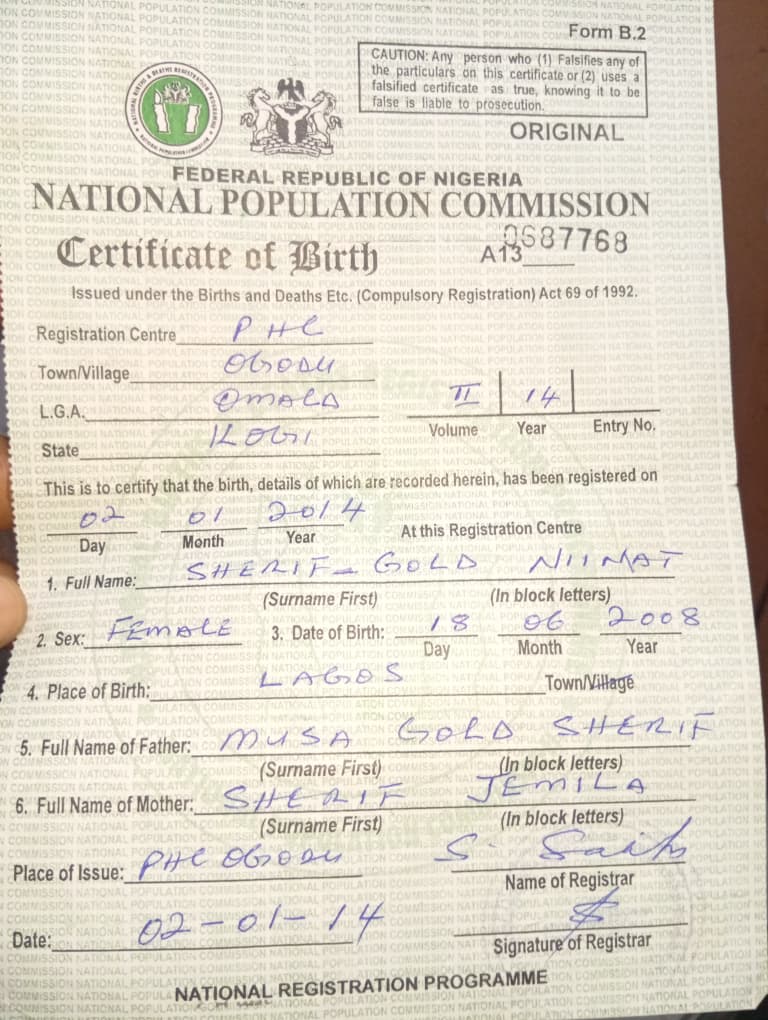 Form B.2
CAUTION: Any person who (1) Falsifies any of
the particulars on this certificate or (2) uses a
falsified certificate as true, knowing it to be
false is liable to prosecution.
ORIGINAL
FEDERAL REPUBLIC OF NIGERIA
NATIONAL POPULATION COMMISSION
Certificate of Birth A13 0687768
Issued under the Births and Deaths Etc. (Compulsory Registration) Act 69 of 1992.
Registration Centre PHC
Town/Village OGODU
L.G.A. OMALA
State KOGI
II 14
Volume Year Entry No.
This is to certify that the birth, details of which are recorded herein, has been registered on
02 01 2014
Day Month Year At this Registration Centre
1. Full Name: SHERIF - GOLD NIIMAT
(Surname First) (In block letters)
2. Sex: FEMALE 3. Date of Birth: 18 06 2008
Day Month Year
4. Place of Birth: LAGOS Town/Village
5. Full Name of Father: MUSA GOLD SHERIF
(Surname First) (In block letters)
6. Full Name of Mother: SHERIF JEMILA
(Surname First) (In block letters)
Place of Issue: PHC OGODU S.
Name of Registrar
Date: 02-01-14
Signature of Registrar
NATIONAL REGISTRATION PROGRAMME